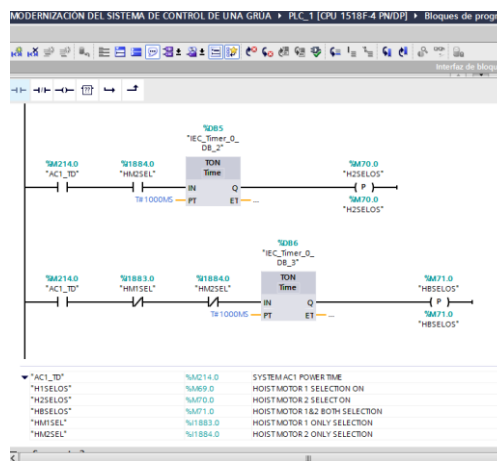 MODERNIZACIÓN DEL SISTEMA DE CONTROL DE UNA GRÚA ▸ PLC_1 [CPU 1518F-4 PN/DP] ▸ Bloques de progr
Interfaz de bloqu
%DB5
"IEC_Timer_0_
DB_2"
%M214.0 %I1884.0 TON %M70.0
"AC1_TD" "HM2SEL" Time "H2SELOS"
IN Q P
T#1000MS PT ET ... %M70.0
"H2SELOS"
%DB6
"IEC_Timer_0_
DB_3"
%M214.0 %I1883.0 %I1884.0 TON %M71.0
"AC1_TD" "HM1SEL" "HM2SEL" Time "HBSELOS"
IN Q P
T#1000MS PT ET ... %M71.0
"HBSELOS"
"AC1_TD" %M214.0 SYSTEM AC1 POWER TIME
"H1SELOS" %M69.0 HOIST MOTOR 1 SELECTION ON
"H2SELOS" %M70.0 HOIST MOTOR 2 SELECT ON
"HBSELOS" %M71.0 HOIST MOTOR 1&2 BOTH SELECTION
"HM1SEL" %I1883.0 HOIST MOTOR 1 ONLY SELECTION
"HM2SEL" %I1884.0 HOIST MOTOR 2 ONLY SELECTION